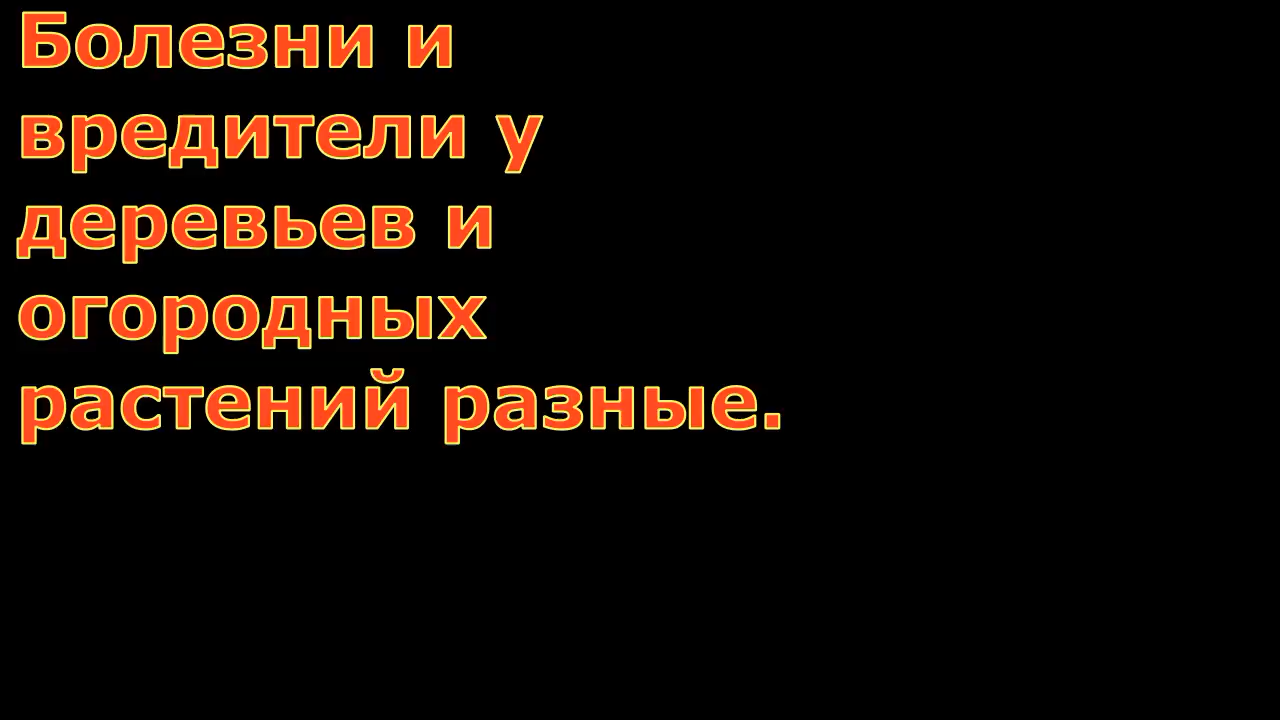 Болезни и
вредители у
деревьев и
огородных
растений разные.